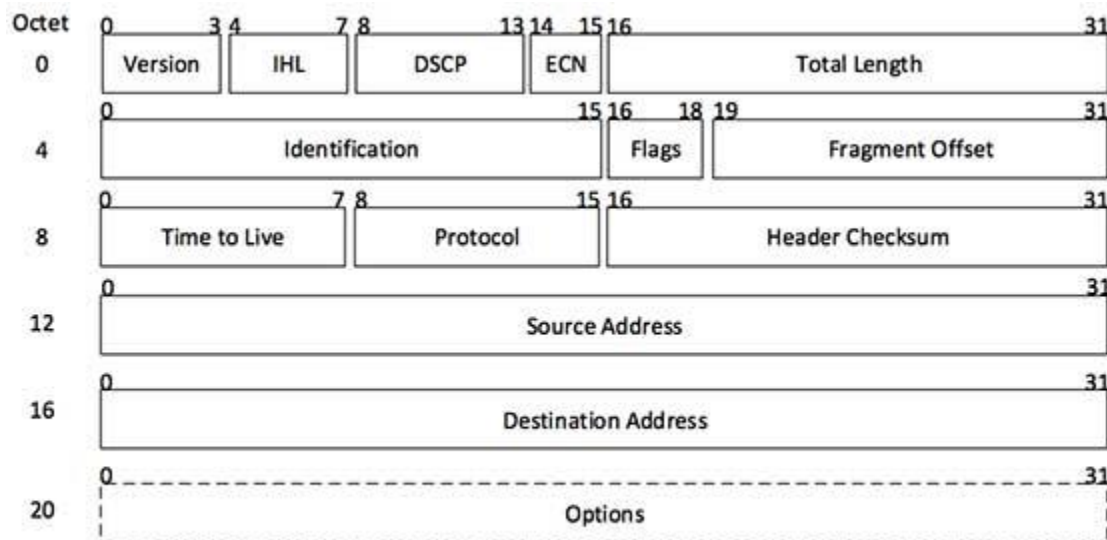 Octet 0 3 4 7 8 13 14 15 16 31
0 Version IHL DSCP ECN Total Length
0 15 16 18 19 31
4 Identification Flags Fragment Offset
0 7 8 15 16 31
8 Time to Live Protocol Header Checksum
0 31
12 Source Address
0 31
16 Destination Address
0 31
20 Options